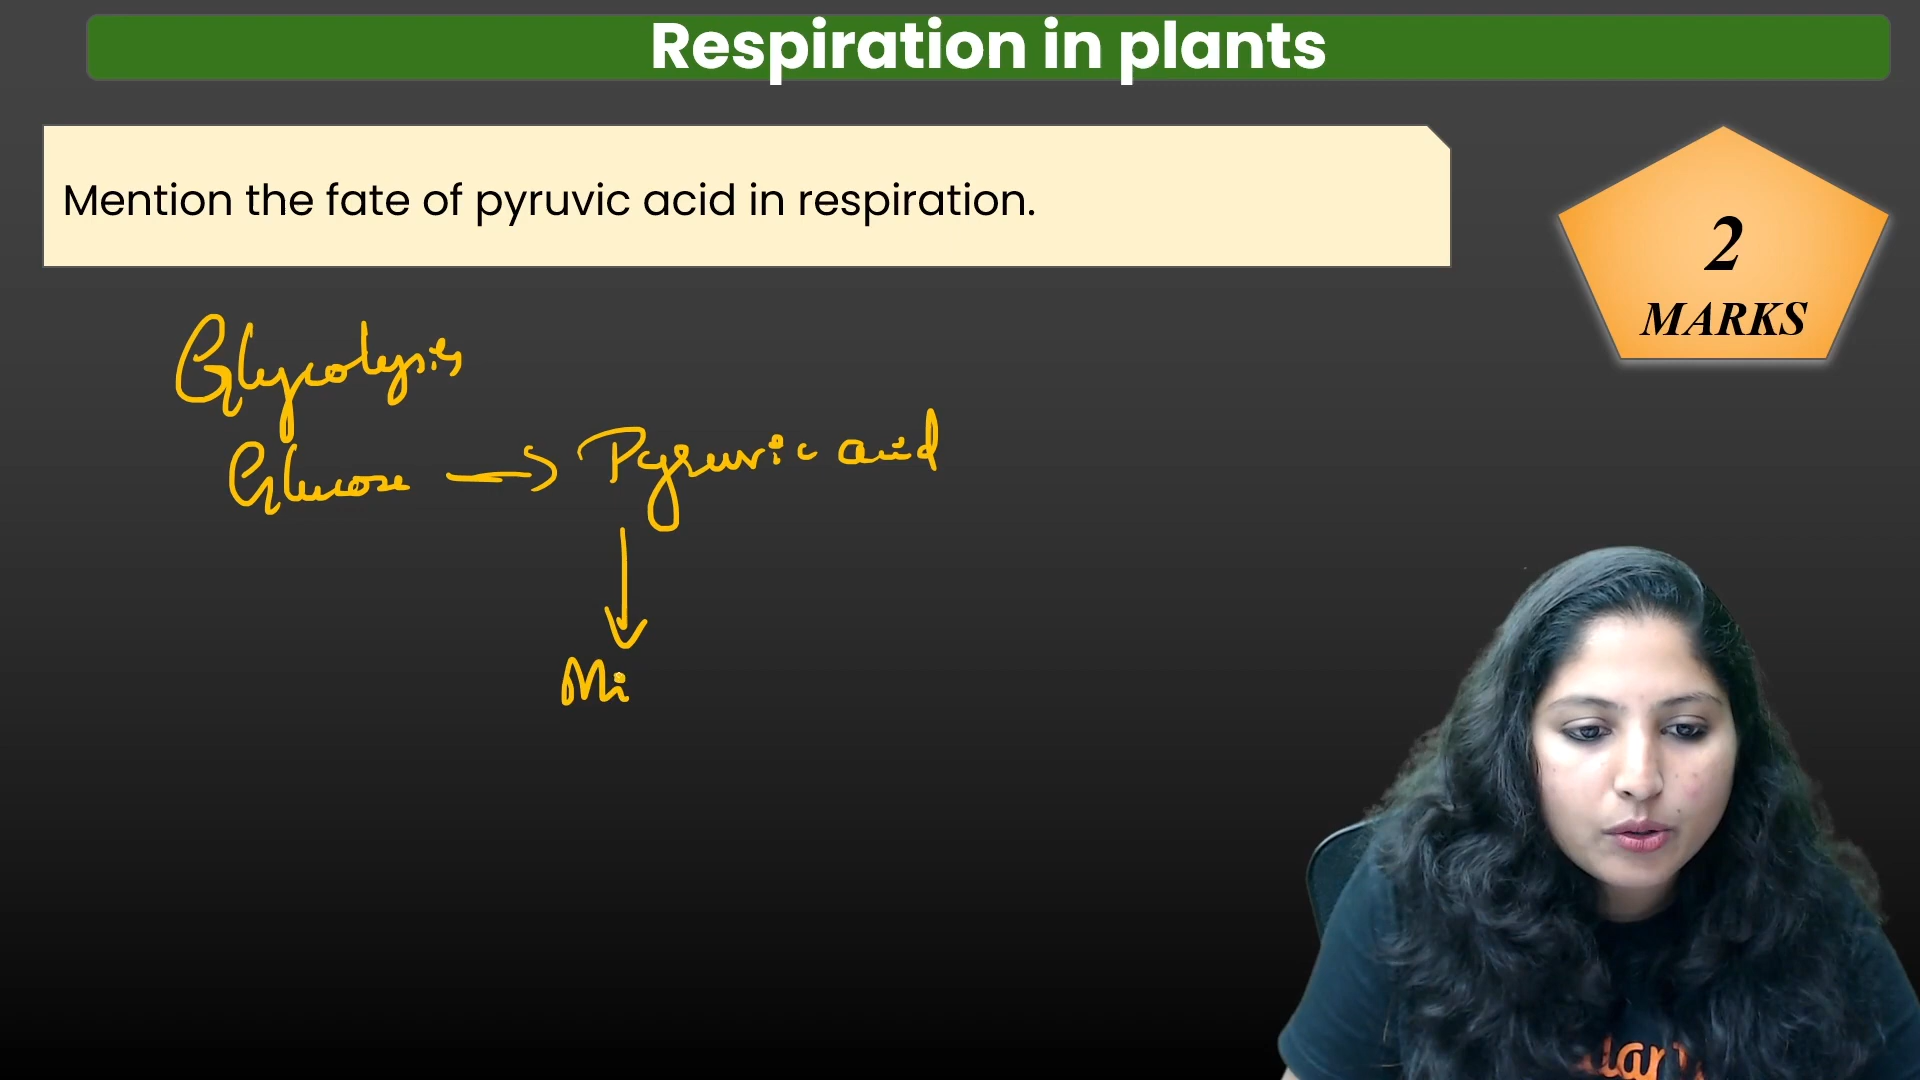 Respiration in plants
Mention the fate of pyruvic acid in respiration.
2
MARKS
Glycolysis
Glucose → Pyruvic acid
↓
Mi